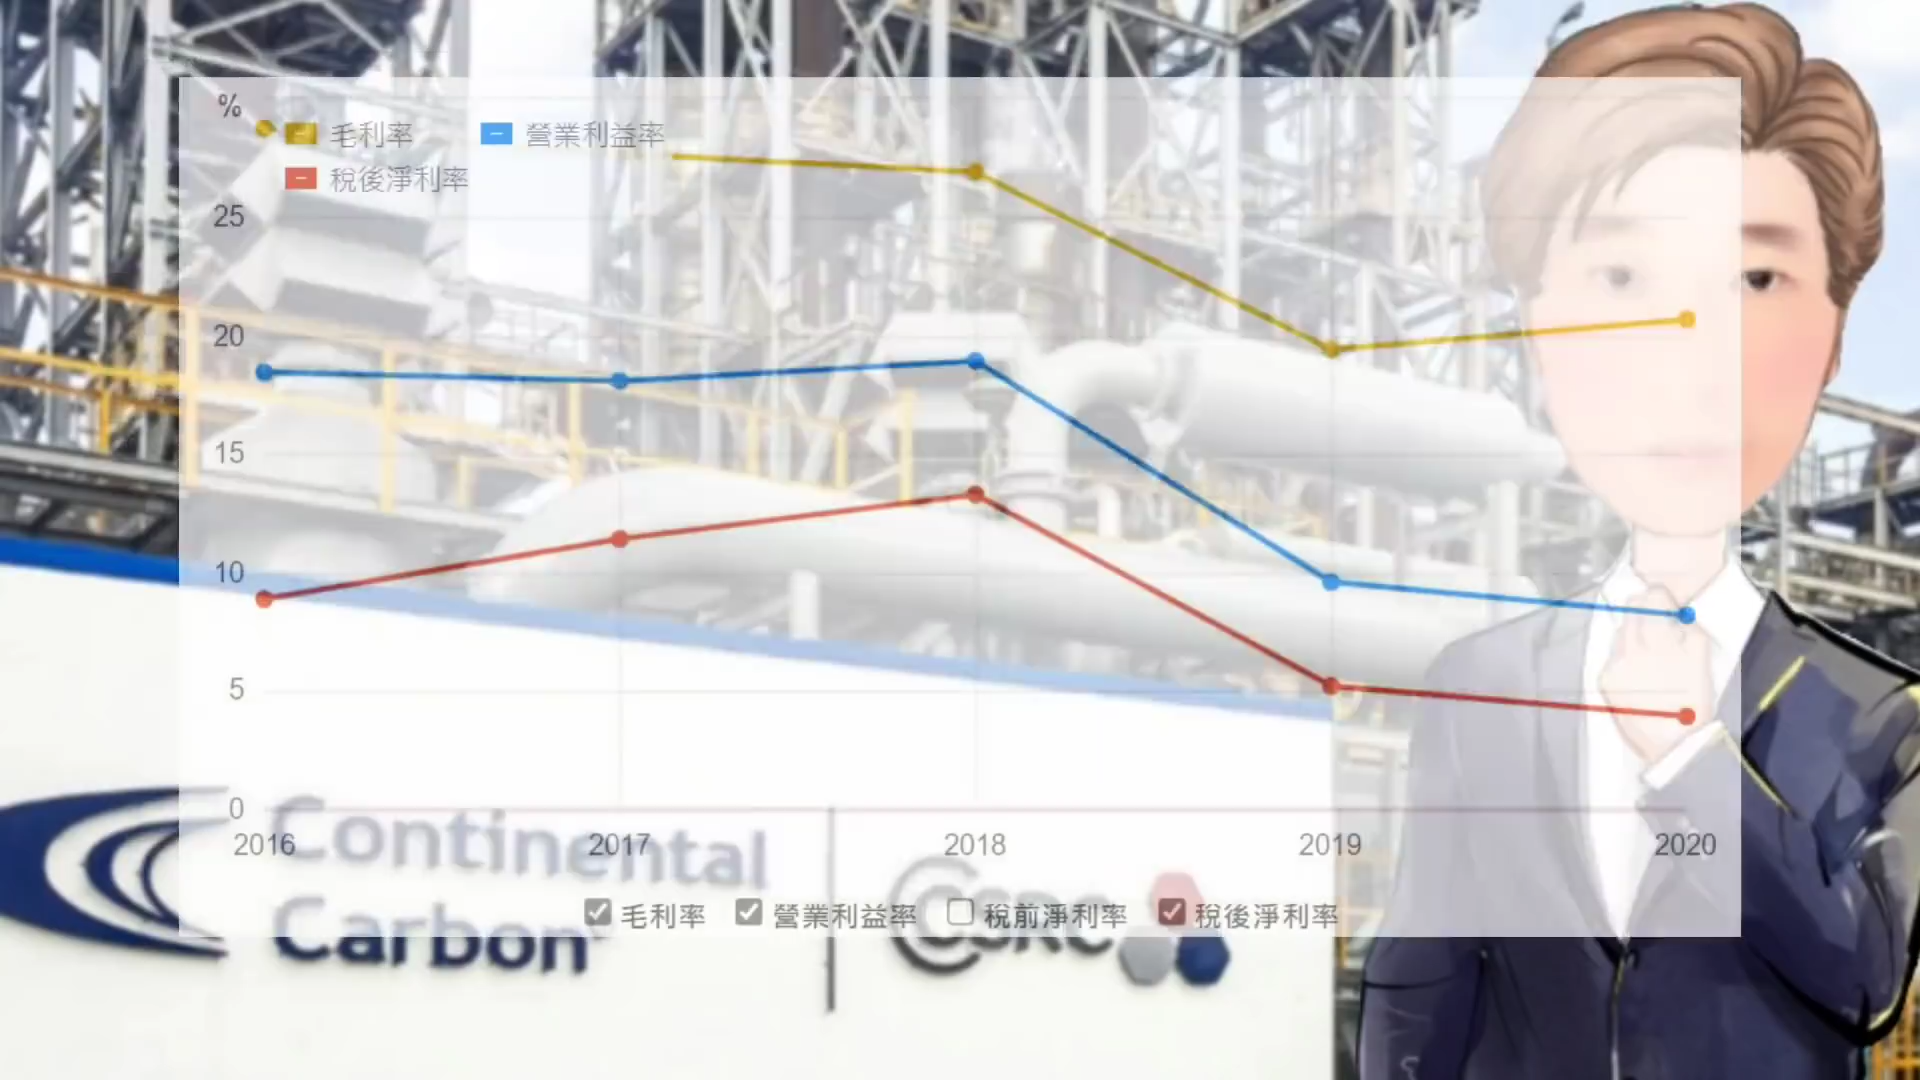 %
毛利率
營業利益率
稅後淨利率
25
20
15
10
5
0
2016
2017
2018
2019
2020
Continental
Carbon
CSRC
毛利率
營業利益率
稅前淨利率
稅後淨利率